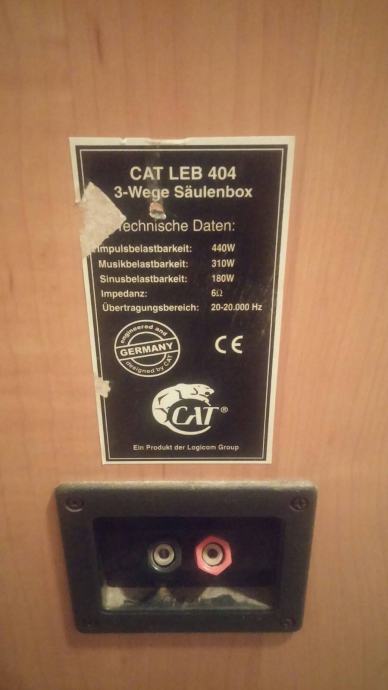 CAT LEB 404
3-Wege Säulenbox
Technische Daten:
Impulsbelastbarkeit: 440W
Musikbelastbarkeit: 310W
Sinusbelastbarkeit: 180W
Impedanz: 6Ω
Übertragungsbereich: 20-20.000 Hz
engineered and
GERMANY
designed by CAT
CE
CAT®
Ein Produkt der Logicom Group